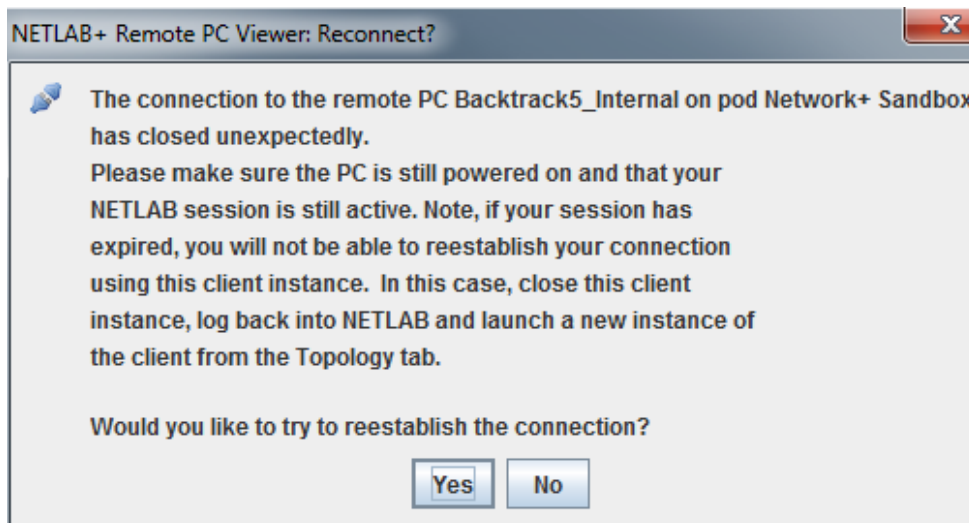 NETLAB+ Remote PC Viewer: Reconnect?
The connection to the remote PC Backtrack5_Internal on pod Network+ Sandbox
has closed unexpectedly.
Please make sure the PC is still powered on and that your
NETLAB session is still active. Note, if your session has
expired, you will not be able to reestablish your connection
using this client instance.  In this case, close this client
instance, log back into NETLAB and launch a new instance of
the client from the Topology tab.
Would you like to try to reestablish the connection?
Yes No